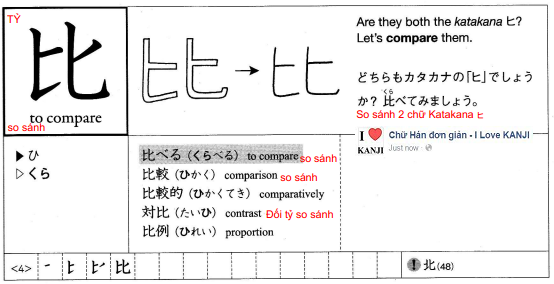 TỶ
比
to compare
so sánh
Are they both the katakana ヒ?
Let's compare them.
どちらもカタカナの「ヒ」でしょう
か? 比べてみましょう。
くら
So sánh 2 chữ Katakana ヒ
I ❤ KANJI
Chữ Hán đơn giản - I Love KANJI
Just now
▶ ひ
▷ くら
比べる (くらべる) to compare so sánh
比較 (ひかく) comparison so sánh
比較的 (ひかくてき) comparatively
対比 (たいひ) contrast Đối tỷ so sánh
比例 (ひれい) proportion
<4> 比
! 北 (48)